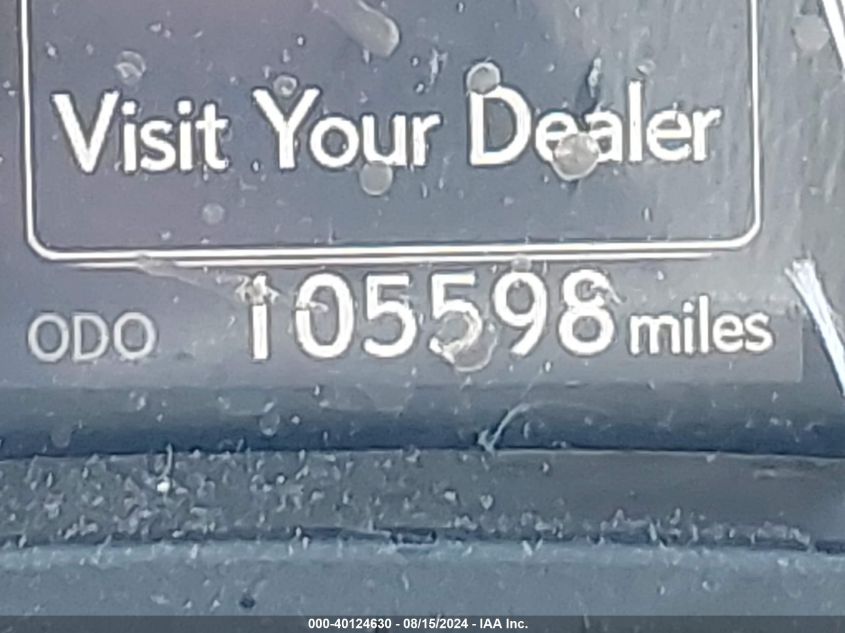 Visit Your Dealer
ODO 105598 miles
000-40124630 - 08/15/2024 - IAA Inc.